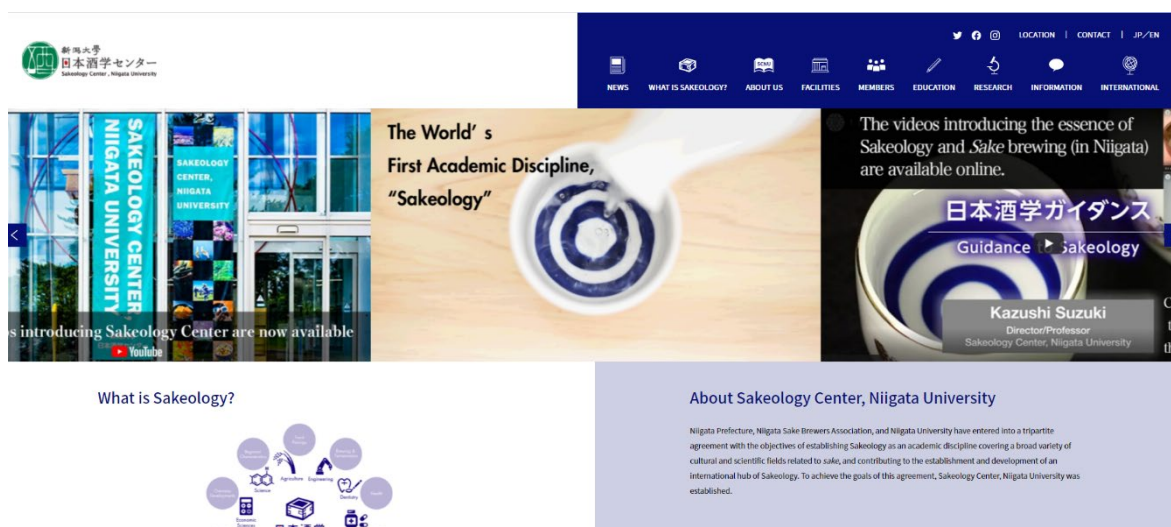 新潟大学
日本酒学センター
Sakeology Center, Niigata University
LOCATION | CONTACT | JP/EN
NEWS
WHAT IS SAKEOLOGY?
ABOUT US
FACILITIES
MEMBERS
EDUCATION
RESEARCH
INFORMATION
INTERNATIONAL
SAKEOLOGY CENTER,
NIIGATA UNIVERSITY
SAKEOLOGY
CENTER,
NIIGATA
UNIVERSITY
s introducing Sakeology Center are now available
YouTube
The World's
First Academic Discipline,
"Sakeology"
The videos introducing the essence of
Sakeology and Sake brewing (in Niigata)
are available online.
日本酒学ガイダンス
Guidance to Sakeology
Kazushi Suzuki
Director/Professor
Sakeology Center, Niigata University
What is Sakeology?
Science
Agriculture
Engineering
Dentistry
Economic
Sciences
Health
日本酒学
About Sakeology Center, Niigata University
Niigata Prefecture, Niigata Sake Brewers Association, and Niigata University have entered into a tripartite
agreement with the objectives of establishing Sakeology as an academic discipline covering a broad variety of
cultural and scientific fields related to sake, and contributing to the establishment and development of an
international hub of Sakeology. To achieve the goals of this agreement, Sakeology Center, Niigata University was
established.